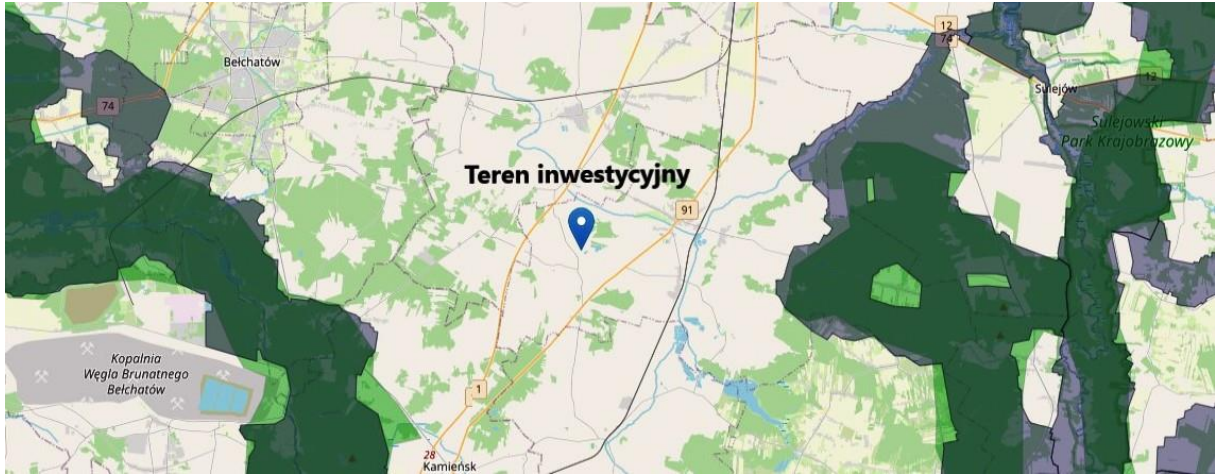 12
74
Bełchatów
74
Sulejów
12
Sulejowski
Park Krajobrazowy
Teren inwestycyjny
91
Kopalnia
Węgla Brunatnego
Bełchatów
1
28
Kamieńsk